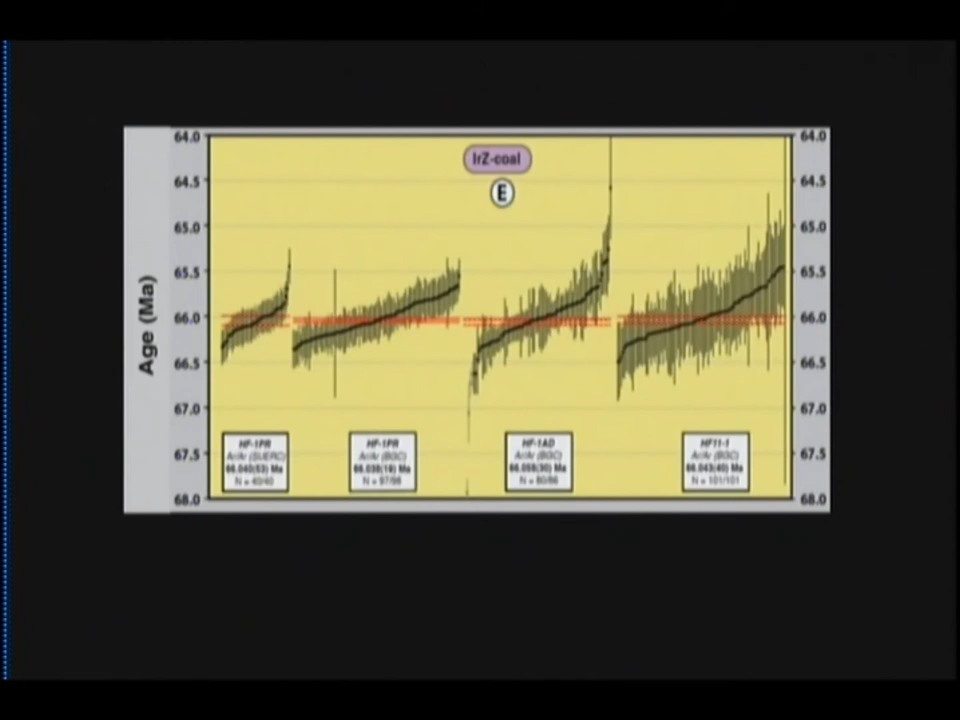 IrZ-coal
E
Age (Ma)
64.0
64.5
65.0
65.5
66.0
66.5
67.0
67.5
68.0
64.0
64.5
65.0
65.5
66.0
66.5
67.0
67.5
68.0
HF-1PR
Ar/Ar (SUERC)
66.040(53) Ma
N = 40/40
HF-1PR
Ar/Ar (BGC)
66.038(18) Ma
N = 97/98
HF-1AD
Ar/Ar (BGC)
66.059(30) Ma
N = 80/86
HF11-1
Ar/Ar (BGC)
66.043(40) Ma
N = 101/101